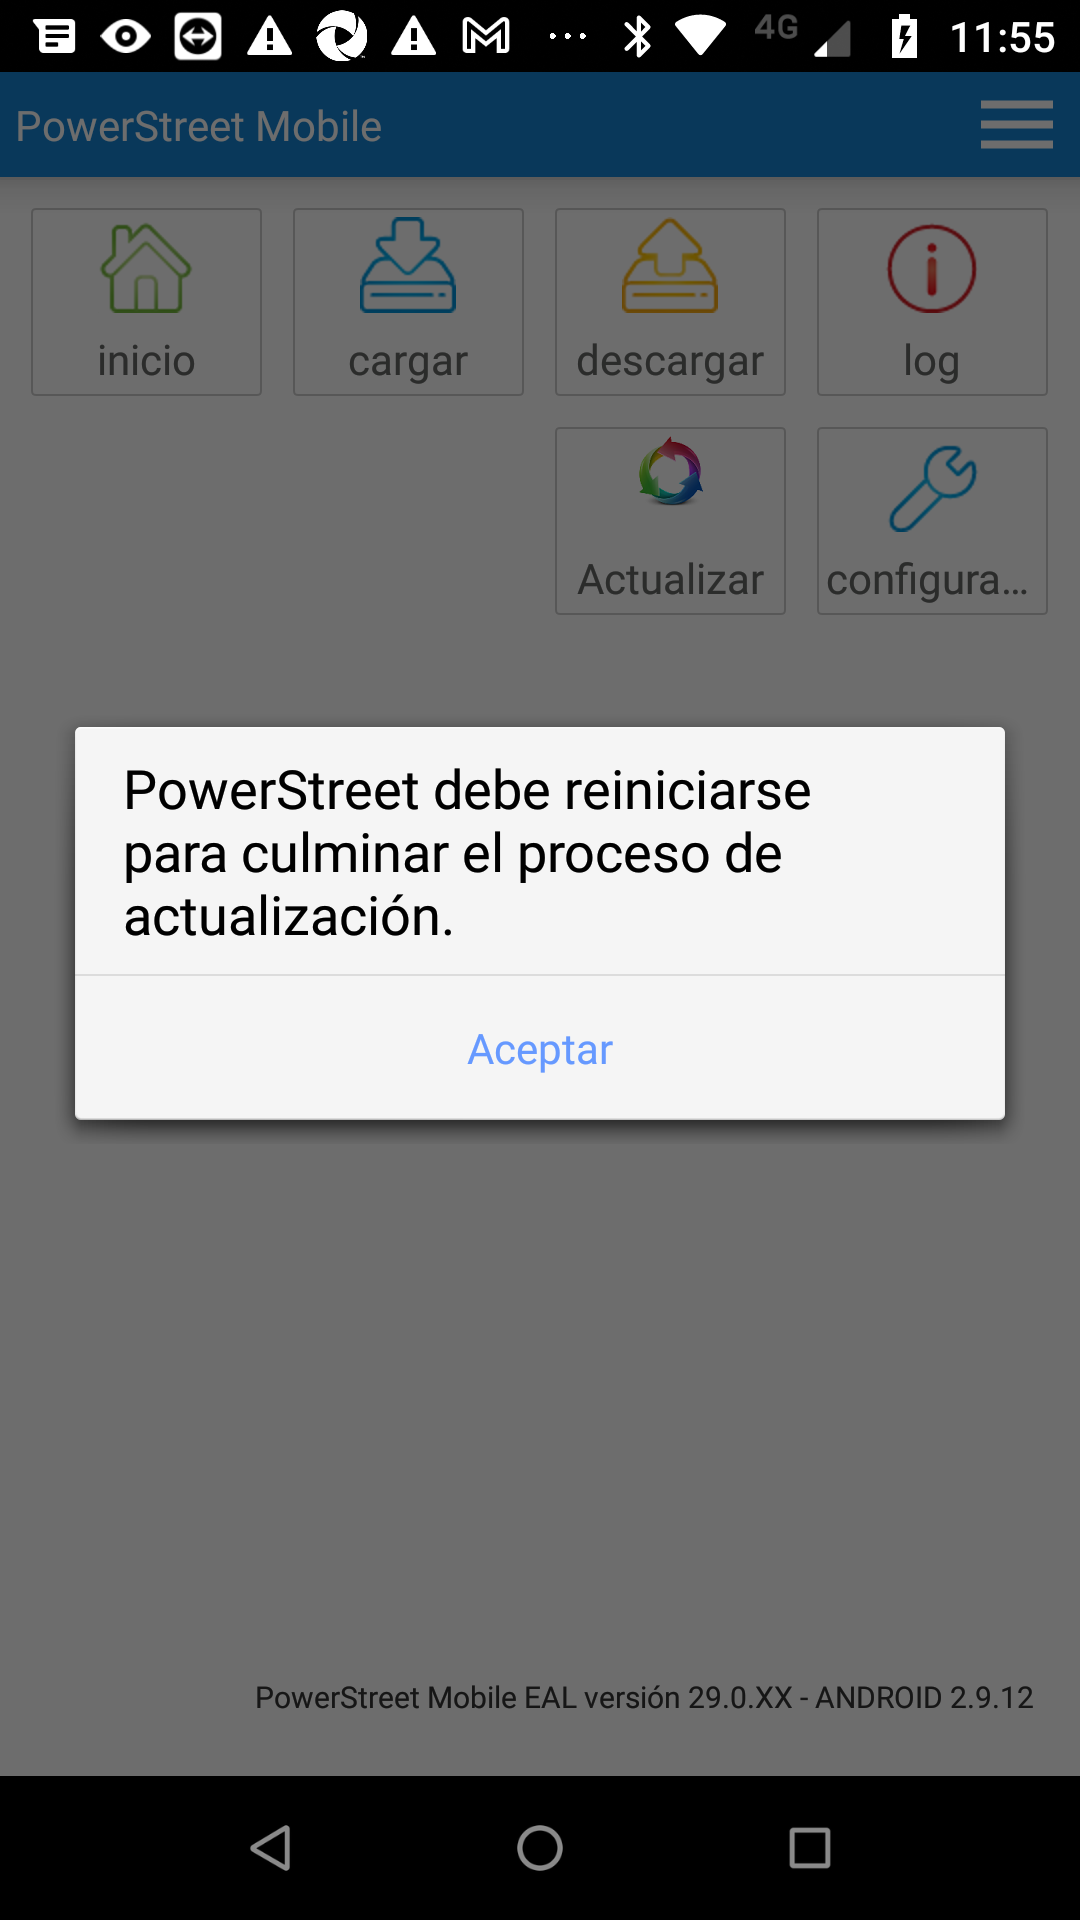 4G 11:55
PowerStreet Mobile
inicio cargar descargar log
Actualizar configura...
PowerStreet debe reiniciarse
para culminar el proceso de
actualización.
Aceptar
PowerStreet Mobile EAL versión 29.0.XX - ANDROID 2.9.12